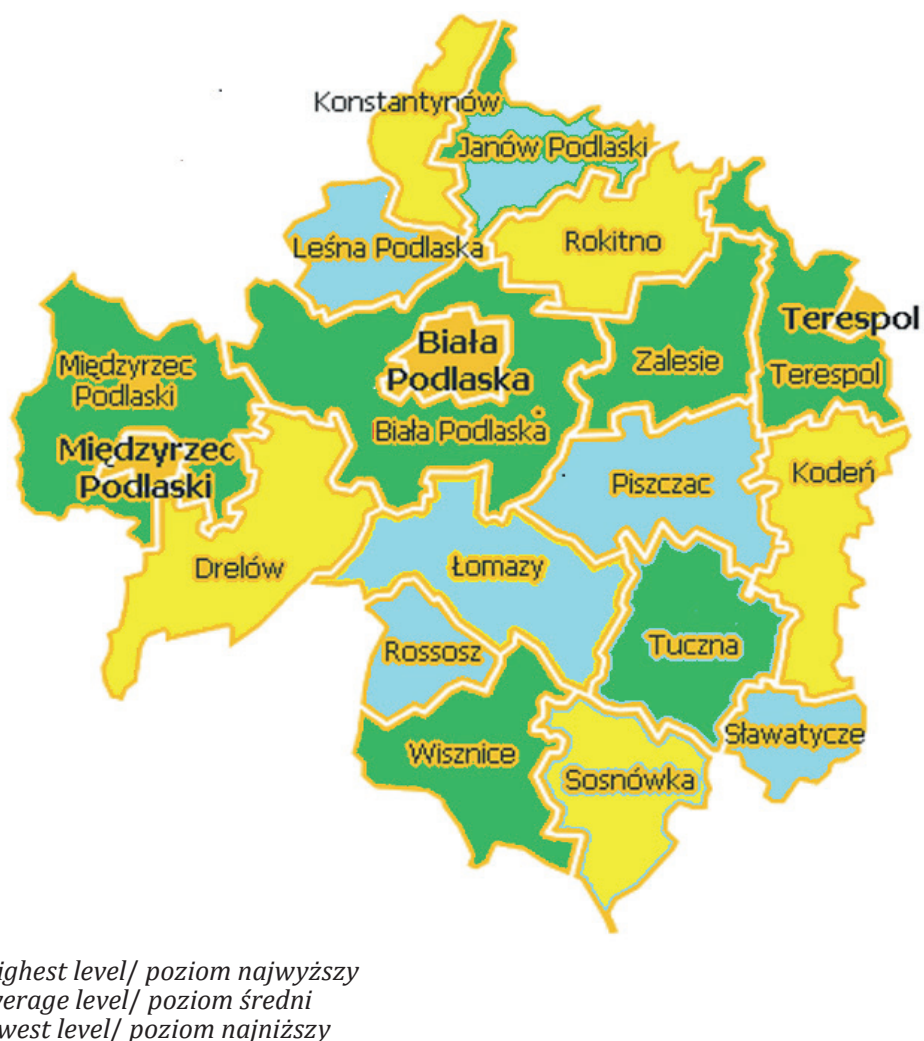 Konstantynów
Janów Podlaski
Leśna Podlaska
Rokitno
Terespol
Biała
Podlaska
Zalesie
Terespol
Międzyrzec
Podlaski
Biała Podlaska
Międzyrzec
Podlaski
Piszczac
Kodeń
Drelów
Łomazy
Rossosz
Tuczna
Sławatycze
Wisznice
Sosnówka
ighest level/ poziom najwyższy
verage level/ poziom średni
west level/ poziom najniższy